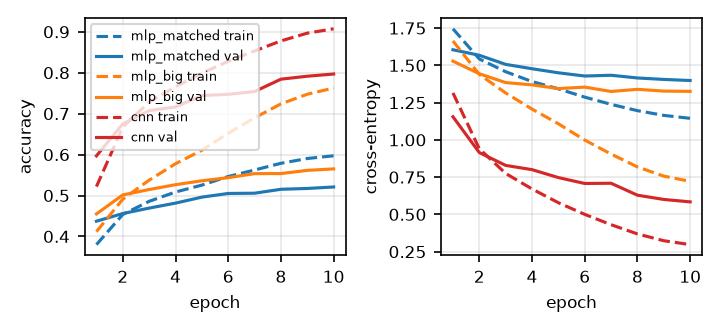 0.9
0.8
0.7
0.6
0.5
0.4
accuracy
mlp_matched train
mlp_matched val
mlp_big train
mlp_big val
cnn train
cnn val
2
4
6
8
10
epoch
1.75
1.50
1.25
1.00
0.75
0.50
0.25
cross-entropy
2
4
6
8
10
epoch